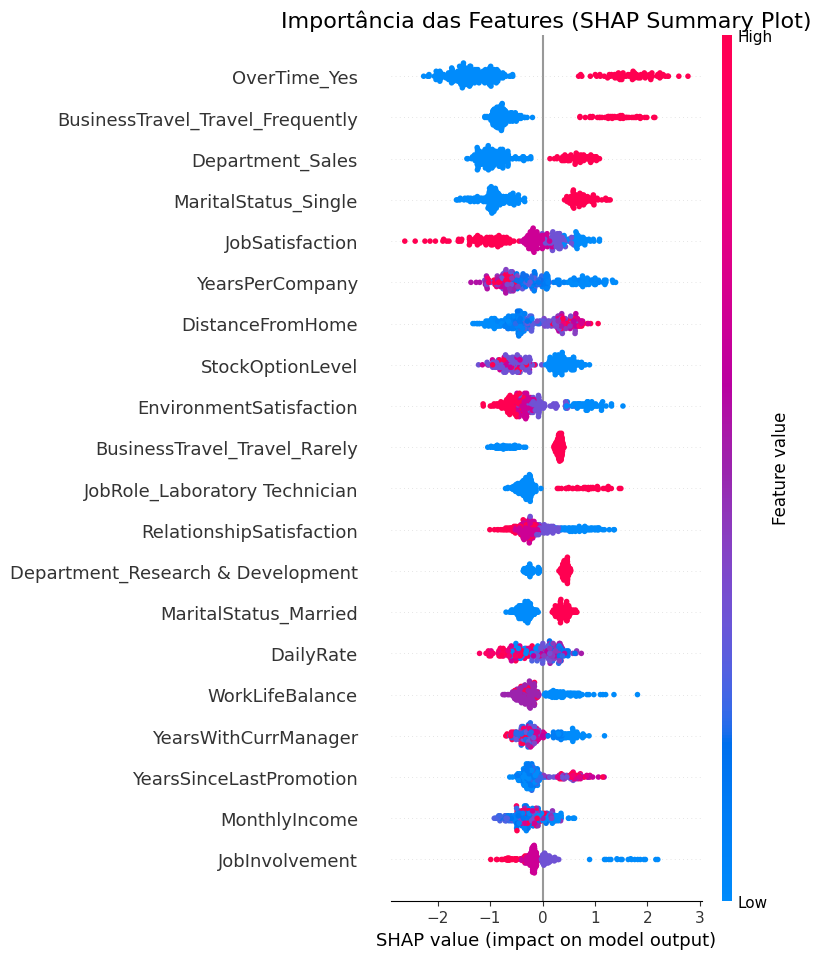 Importância das Features (SHAP Summary Plot)
High
OverTime_Yes
BusinessTravel_Travel_Frequently
Department_Sales
MaritalStatus_Single
JobSatisfaction
YearsPerCompany
DistanceFromHome
StockOptionLevel
EnvironmentSatisfaction
BusinessTravel_Travel_Rarely
JobRole_Laboratory Technician
RelationshipSatisfaction
Department_Research & Development
MaritalStatus_Married
DailyRate
WorkLifeBalance
YearsWithCurrManager
YearsSinceLastPromotion
MonthlyIncome
JobInvolvement
Feature value
Low
−2 −1 0 1 2 3
SHAP value (impact on model output)